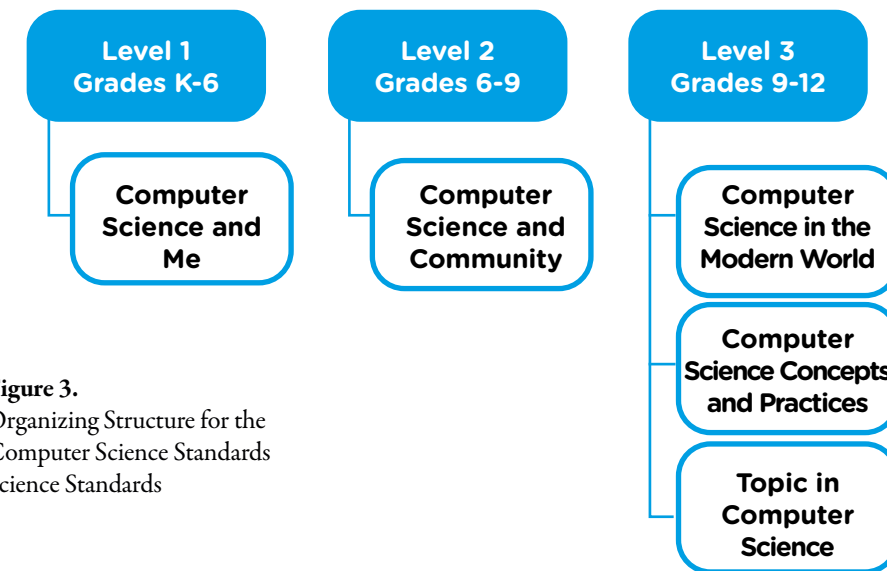 Level 1
Grades K-6
Level 2
Grades 6-9
Level 3
Grades 9-12
Computer
Science and
Me
Computer
Science and
Community
Computer
Science in the
Modern World
Computer
Science Concepts
and Practices
Topic in
Computer
Science
igure 3.
Organizing Structure for the
Computer Science Standards
cience Standards